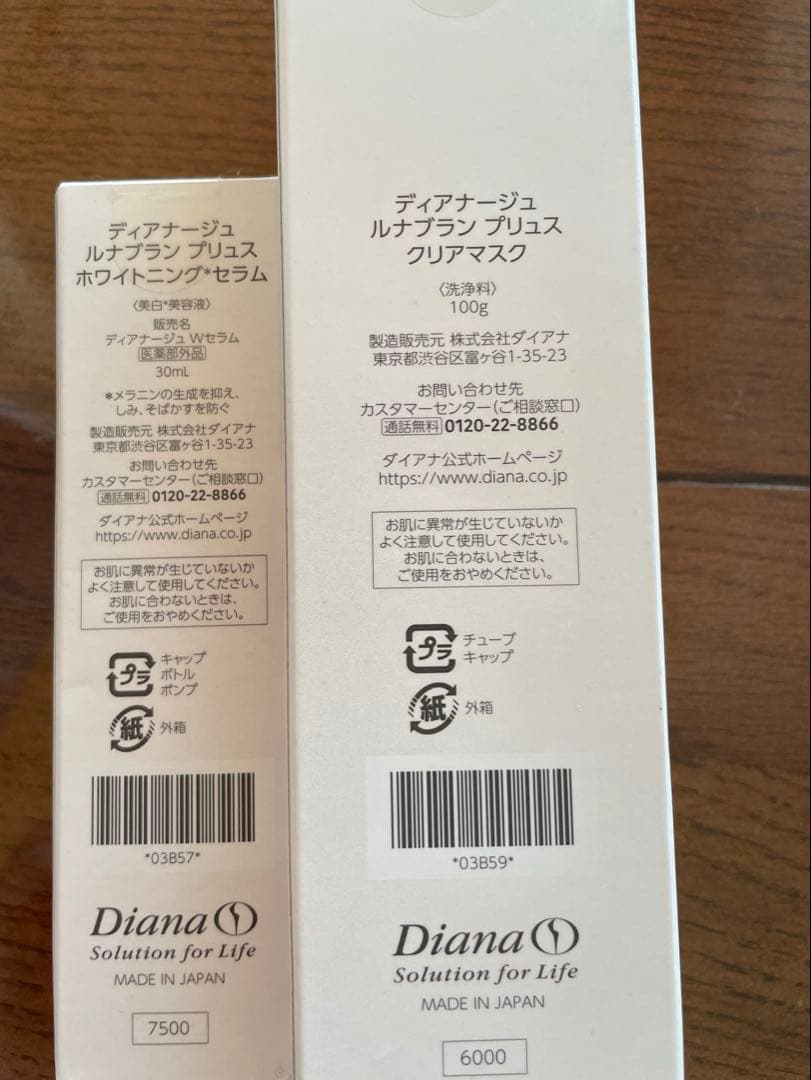 ディアナージュ
ルナブラン プリュス
ホワイトニング*セラム
〈美白*美容液〉
販売名
ディアナージュ Wセラム
医薬部外品
30mL
*メラニンの生成を抑え、
しみ、そばかすを防ぐ
製造販売元 株式会社ダイアナ
東京都渋谷区富ヶ谷1-35-23
お問い合わせ先
カスタマーセンター(ご相談窓口)
通話無料 0120-22-8866
ダイアナ公式ホームページ
https://www.diana.co.jp
お肌に異常が生じていないか
よく注意して使用してください。
お肌に合わないときは、
ご使用をおやめください。
プラ
キャップ
ボトル
ポンプ
紙 外箱
*03B57*
Diana
Solution for Life
MADE IN JAPAN
7500
ディアナージュ
ルナブラン プリュス
クリアマスク
〈洗浄料〉
100g
製造販売元 株式会社ダイアナ
東京都渋谷区富ヶ谷1-35-23
お問い合わせ先
カスタマーセンター(ご相談窓口)
通話無料 0120-22-8866
ダイアナ公式ホームページ
https://www.diana.co.jp
お肌に異常が生じていないか
よく注意して使用してください。
お肌に合わないときは、
ご使用をおやめください。
プラ
チューブ
キャップ
紙 外箱
*03B59*
Diana
Solution for Life
MADE IN JAPAN
6000